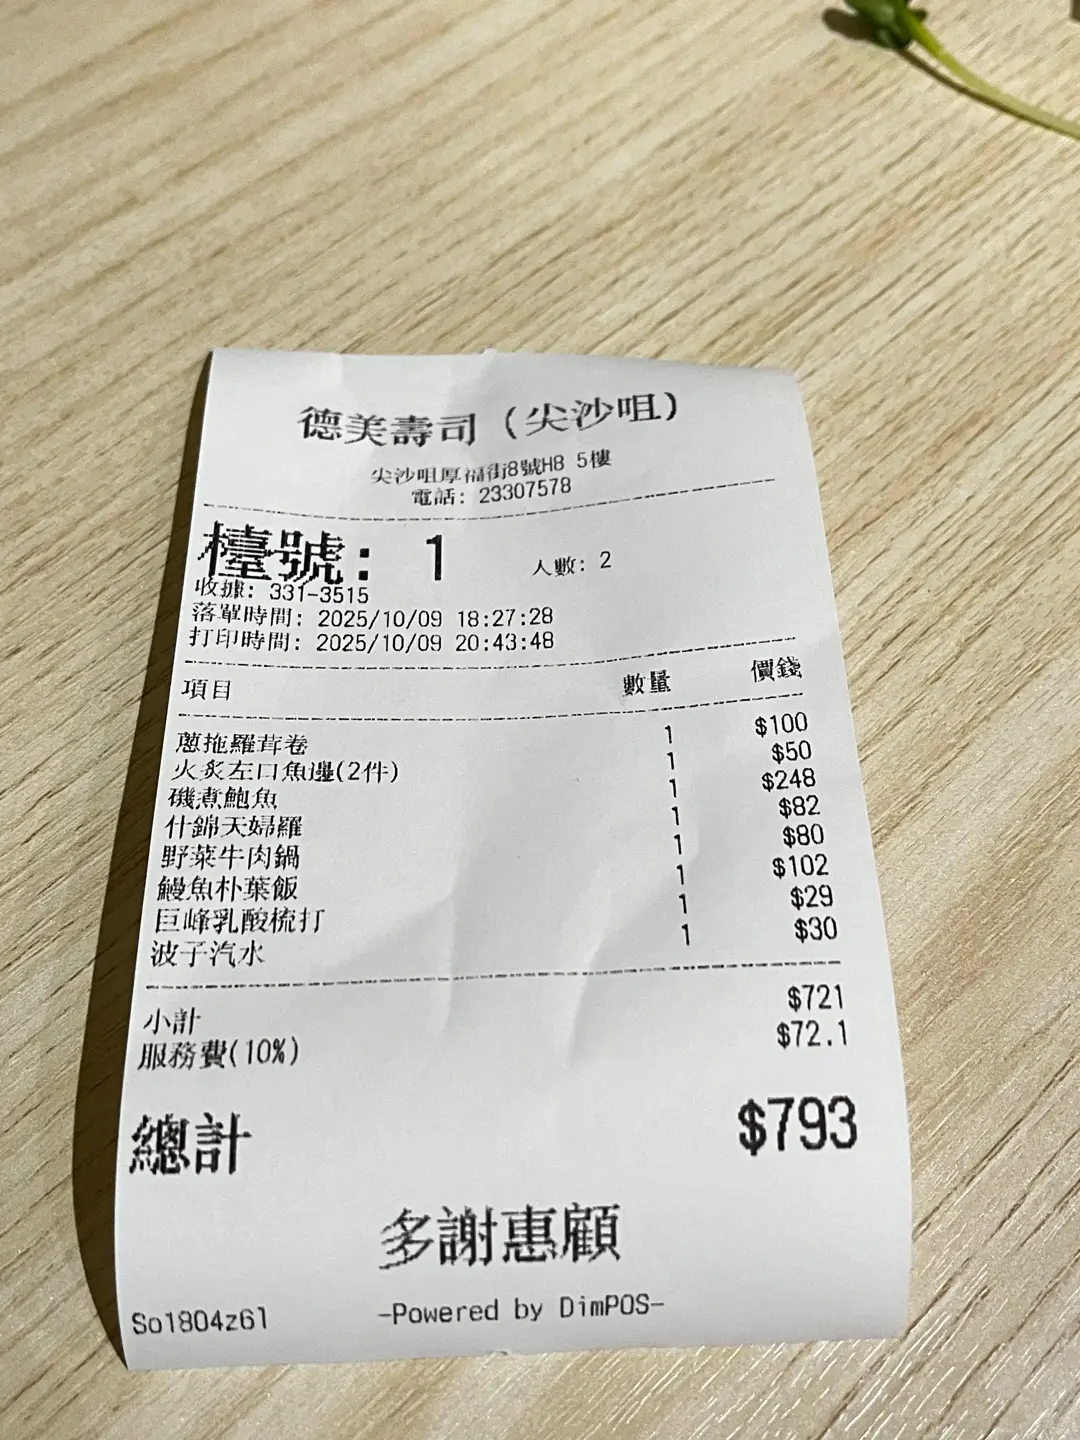 德美壽司（尖沙咀）
尖沙咀厚福街8號H8 5樓
電話: 23307578
檯號: 1 人數: 2
收據: 331-3515
落單時間: 2025/10/09 18:27:28
打印時間: 2025/10/09 20:43:48
項目 數量 價錢
蔥拖羅茸卷 1 $100
火炙左口魚邊(2件) 1 $50
磯煮鮑魚 1 $248
什錦天婦羅 1 $82
野菜牛肉鍋 1 $80
鰻魚朴葉飯 1 $102
巨峰乳酸梳打 1 $29
波子汽水 1 $30
小計 $721
服務費(10%) $72.1
總計 $793
多謝惠顧
So1804z61 -Powered by DimPOS-